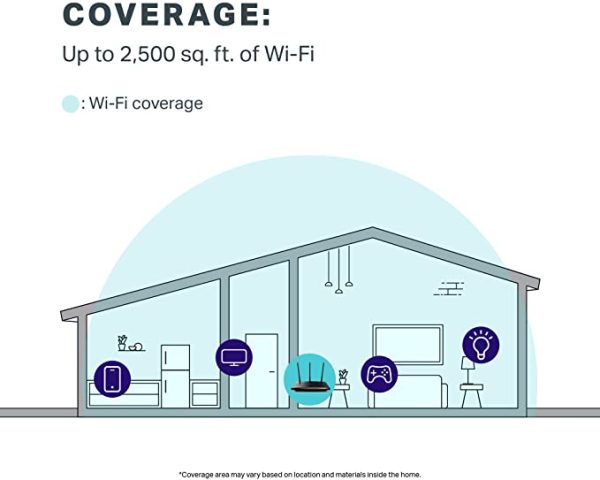 COVERAGE:
Up to 2,500 sq. ft. of Wi-Fi
: Wi-Fi coverage
*Coverage area may vary based on location and materials inside the home.